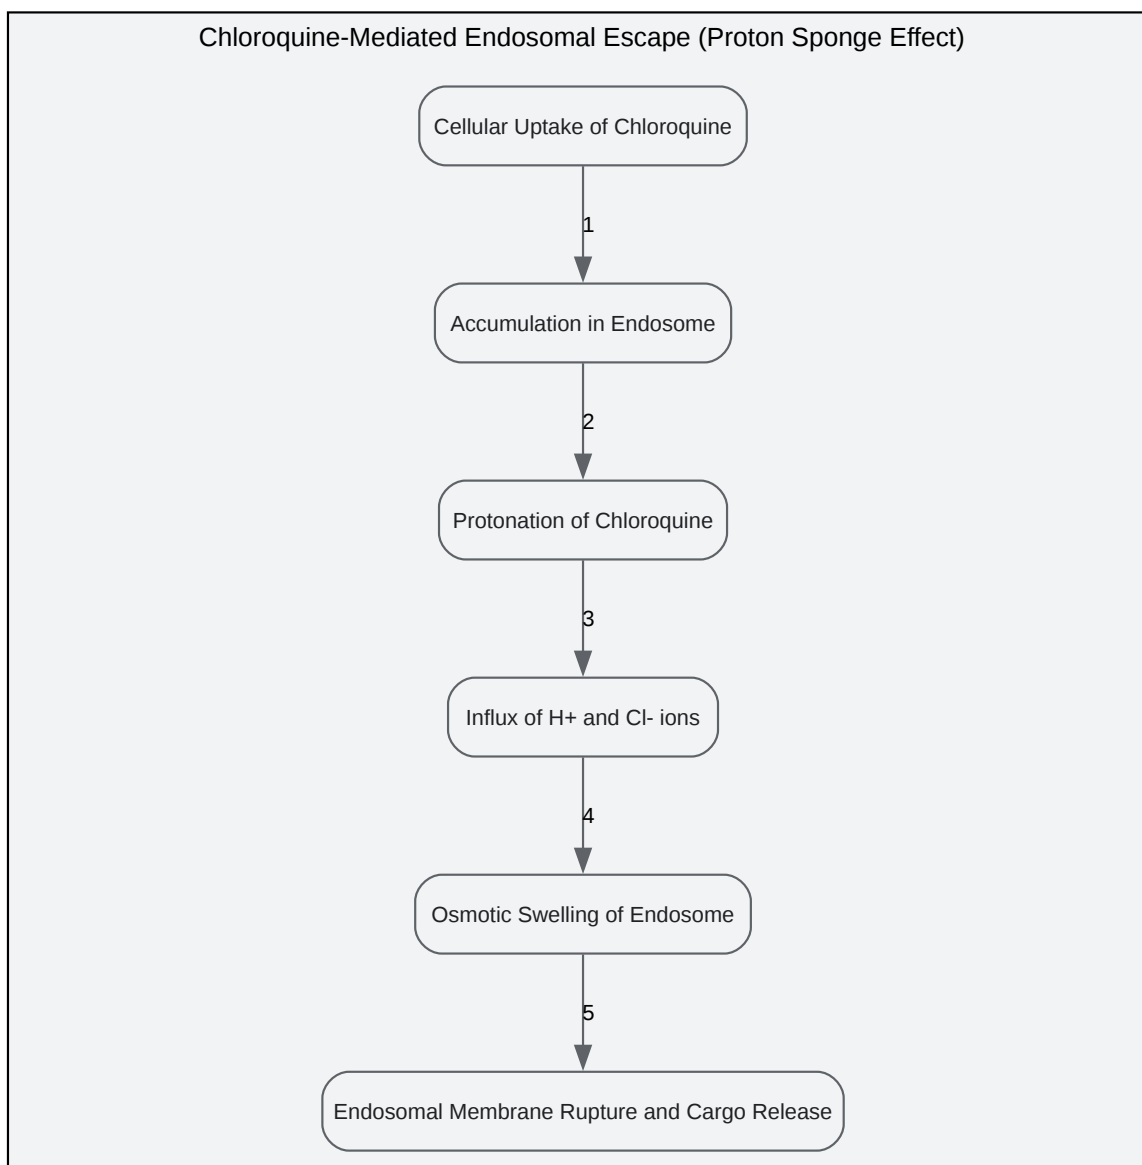 Chloroquine-Mediated Endosomal Escape (Proton Sponge Effect)
Cellular Uptake of Chloroquine
1
Accumulation in Endosome
2
Protonation of Chloroquine
3
Influx of H+ and Cl- ions
4
Osmotic Swelling of Endosome
5
Endosomal Membrane Rupture and Cargo Release